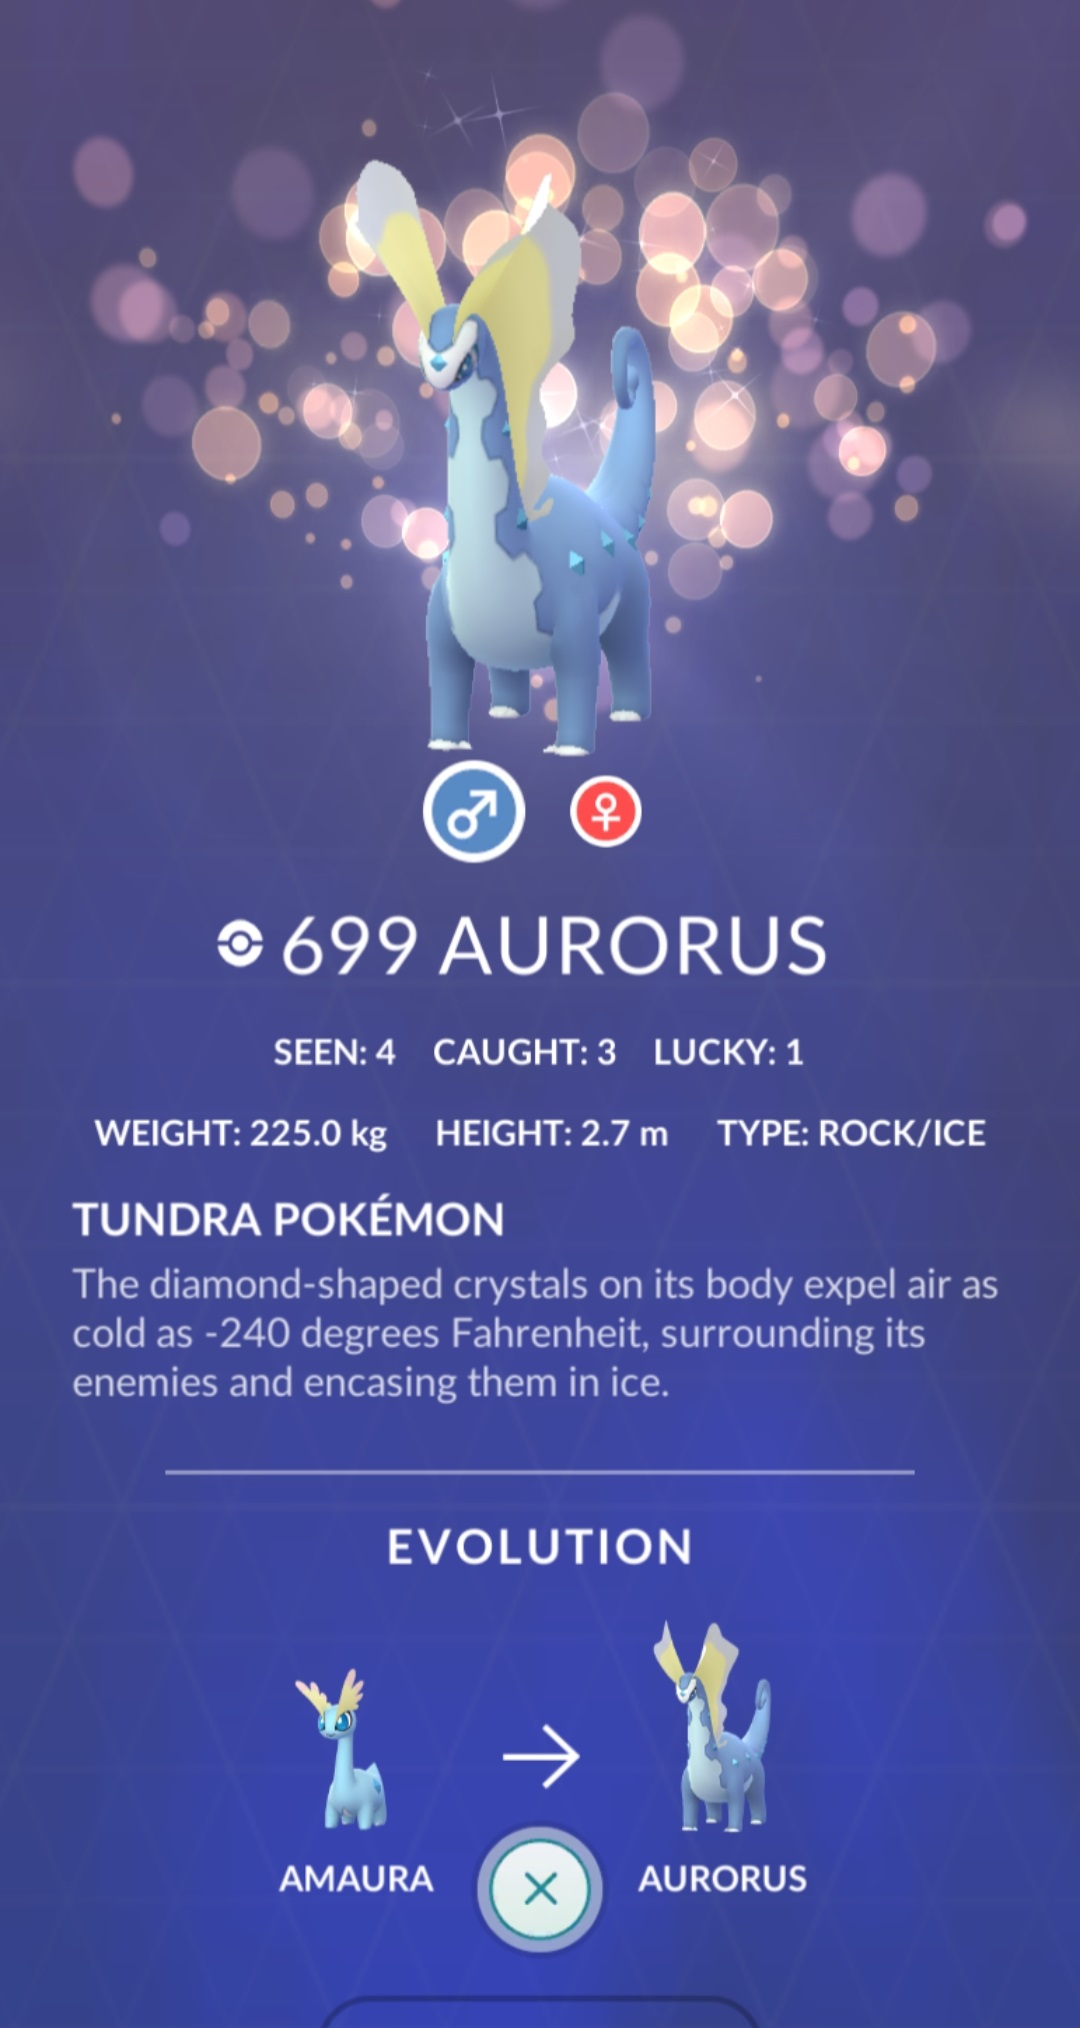 699 AURORUS
SEEN: 4 CAUGHT: 3 LUCKY: 1
WEIGHT: 225.0 kg HEIGHT: 2.7 m TYPE: ROCK/ICE
TUNDRA POKÉMON
The diamond-shaped crystals on its body expel air as
cold as -240 degrees Fahrenheit, surrounding its
enemies and encasing them in ice.
EVOLUTION
AMAURA AURORUS